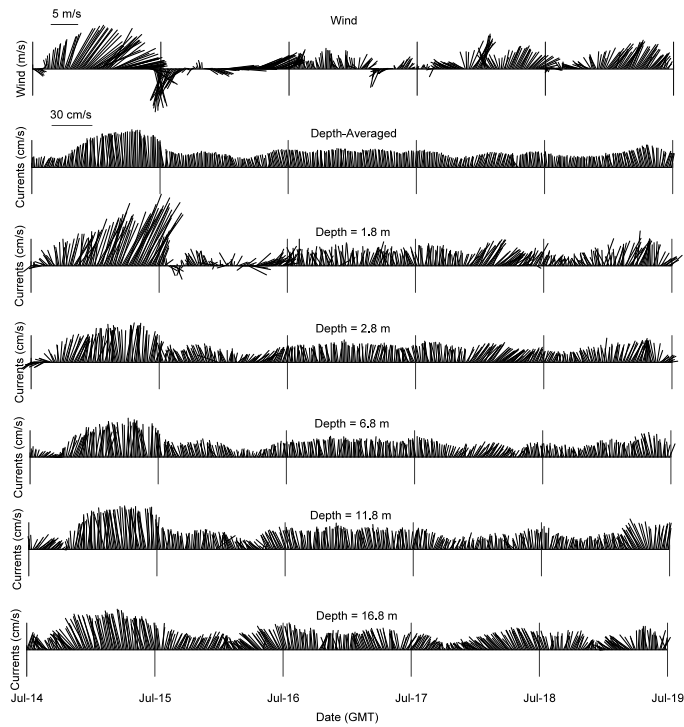 5 m/s
Wind
Wind (m/s)
30 cm/s
Depth-Averaged
Currents (cm/s)
Depth = 1.8 m
Currents (cm/s)
Depth = 2.8 m
Currents (cm/s)
Depth = 6.8 m
Currents (cm/s)
Depth = 11.8 m
Currents (cm/s)
Depth = 16.8 m
Currents (cm/s)
Jul-14 Jul-15 Jul-16 Jul-17 Jul-18 Jul-19
Date (GMT)